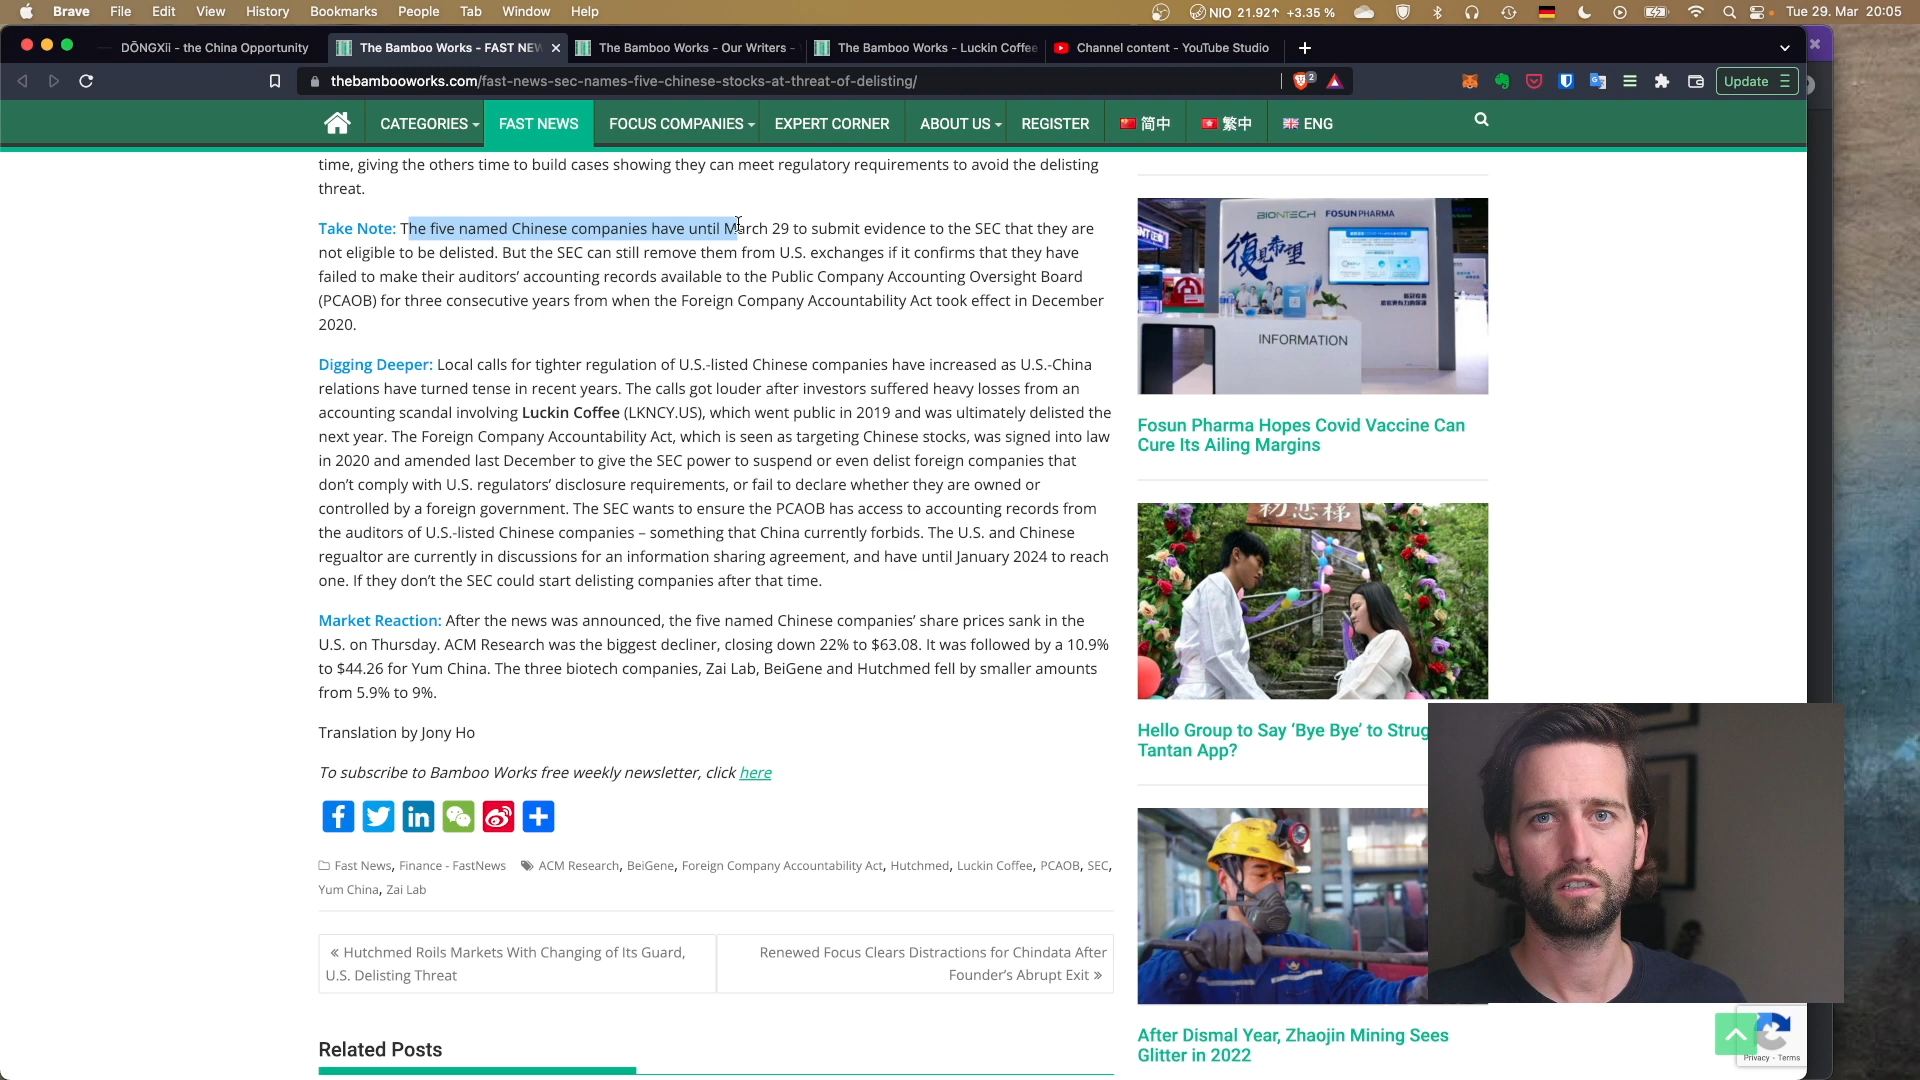 Brave File Edit View History Bookmarks People Tab Window Help
NIO 21.92↑ +3.35 %
Tue 29. Mar 20:05
DŌNGXii - the China Opportunity
The Bamboo Works - FAST NEW
The Bamboo Works - Our Writers -
The Bamboo Works - Luckin Coffee
Channel content - YouTube Studio
thebambooworks.com/fast-news-sec-names-five-chinese-stocks-at-threat-of-delisting/
2
Update
CATEGORIES FAST NEWS FOCUS COMPANIES EXPERT CORNER ABOUT US REGISTER 简中 繁中 ENG
time, giving the others time to build cases showing they can meet regulatory requirements to avoid the delisting
threat.
Take Note: The five named Chinese companies have until March 29 to submit evidence to the SEC that they are
not eligible to be delisted. But the SEC can still remove them from U.S. exchanges if it confirms that they have
failed to make their auditors’ accounting records available to the Public Company Accounting Oversight Board
(PCAOB) for three consecutive years from when the Foreign Company Accountability Act took effect in December
2020.
Digging Deeper: Local calls for tighter regulation of U.S.-listed Chinese companies have increased as U.S.-China
relations have turned tense in recent years. The calls got louder after investors suffered heavy losses from an
accounting scandal involving Luckin Coffee (LKNCY.US), which went public in 2019 and was ultimately delisted the
next year. The Foreign Company Accountability Act, which is seen as targeting Chinese stocks, was signed into law
in 2020 and amended last December to give the SEC power to suspend or even delist foreign companies that
don’t comply with U.S. regulators’ disclosure requirements, or fail to declare whether they are owned or
controlled by a foreign government. The SEC wants to ensure the PCAOB has access to accounting records from
the auditors of U.S.-listed Chinese companies – something that China currently forbids. The U.S. and Chinese
regualtor are currently in discussions for an information sharing agreement, and have until January 2024 to reach
one. If they don’t the SEC could start delisting companies after that time.
Market Reaction: After the news was announced, the five named Chinese companies’ share prices sank in the
U.S. on Thursday. ACM Research was the biggest decliner, closing down 22% to $63.08. It was followed by a 10.9%
to $44.26 for Yum China. The three biotech companies, Zai Lab, BeiGene and Hutchmed fell by smaller amounts
from 5.9% to 9%.
Translation by Jony Ho
To subscribe to Bamboo Works free weekly newsletter, click here
Fast News, Finance - FastNews ACM Research, BeiGene, Foreign Company Accountability Act, Hutchmed, Luckin Coffee, PCAOB, SEC,
Yum China, Zai Lab
« Hutchmed Roils Markets With Changing of Its Guard,
U.S. Delisting Threat
Renewed Focus Clears Distractions for Chindata After
Founder’s Abrupt Exit »
Related Posts
BIONTECH FOSUN PHARMA
復見希望
INFORMATION
Fosun Pharma Hopes Covid Vaccine Can
Cure Its Ailing Margins
Hello Group to Say ‘Bye Bye’ to Strug
Tantan App?
After Dismal Year, Zhaojin Mining Sees
Glitter in 2022
Privacy - Terms